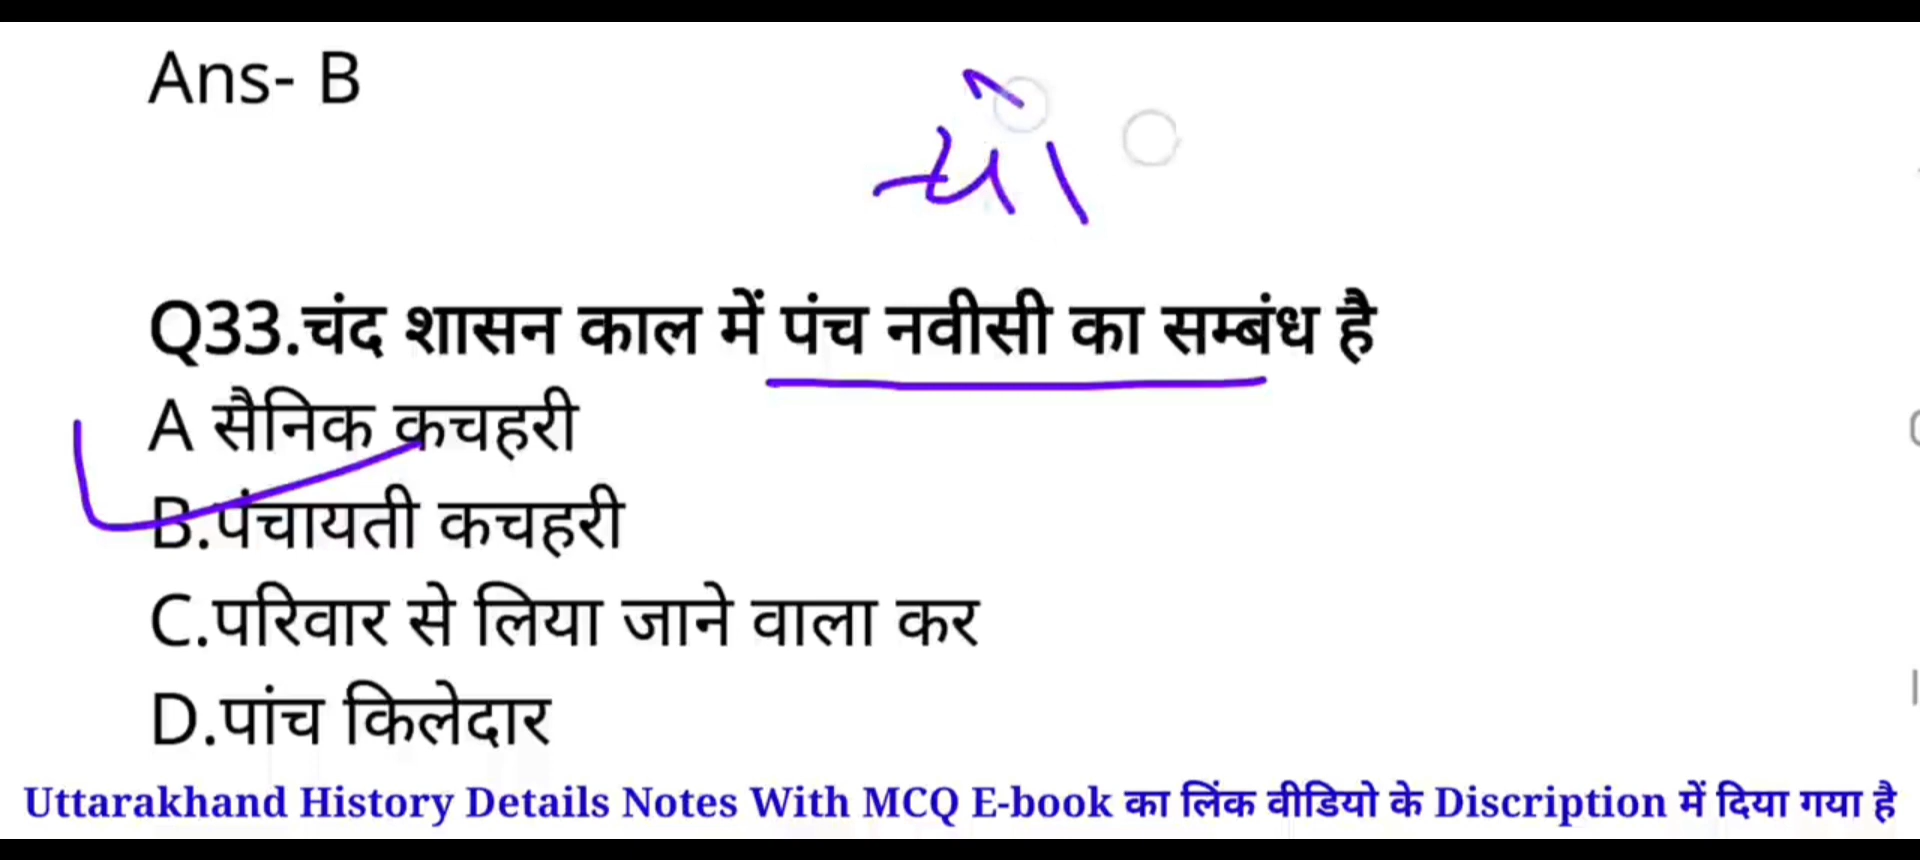 Ans- B
Q33.चंद शासन काल में पंच नवीसी का सम्बंध है
A सैनिक कचहरी
B.पंचायती कचहरी
C.परिवार से लिया जाने वाला कर
D.पांच किलेदार
Uttarakhand History Details Notes With MCQ E-book का लिंक वीडियो के Discription में दिया गया है